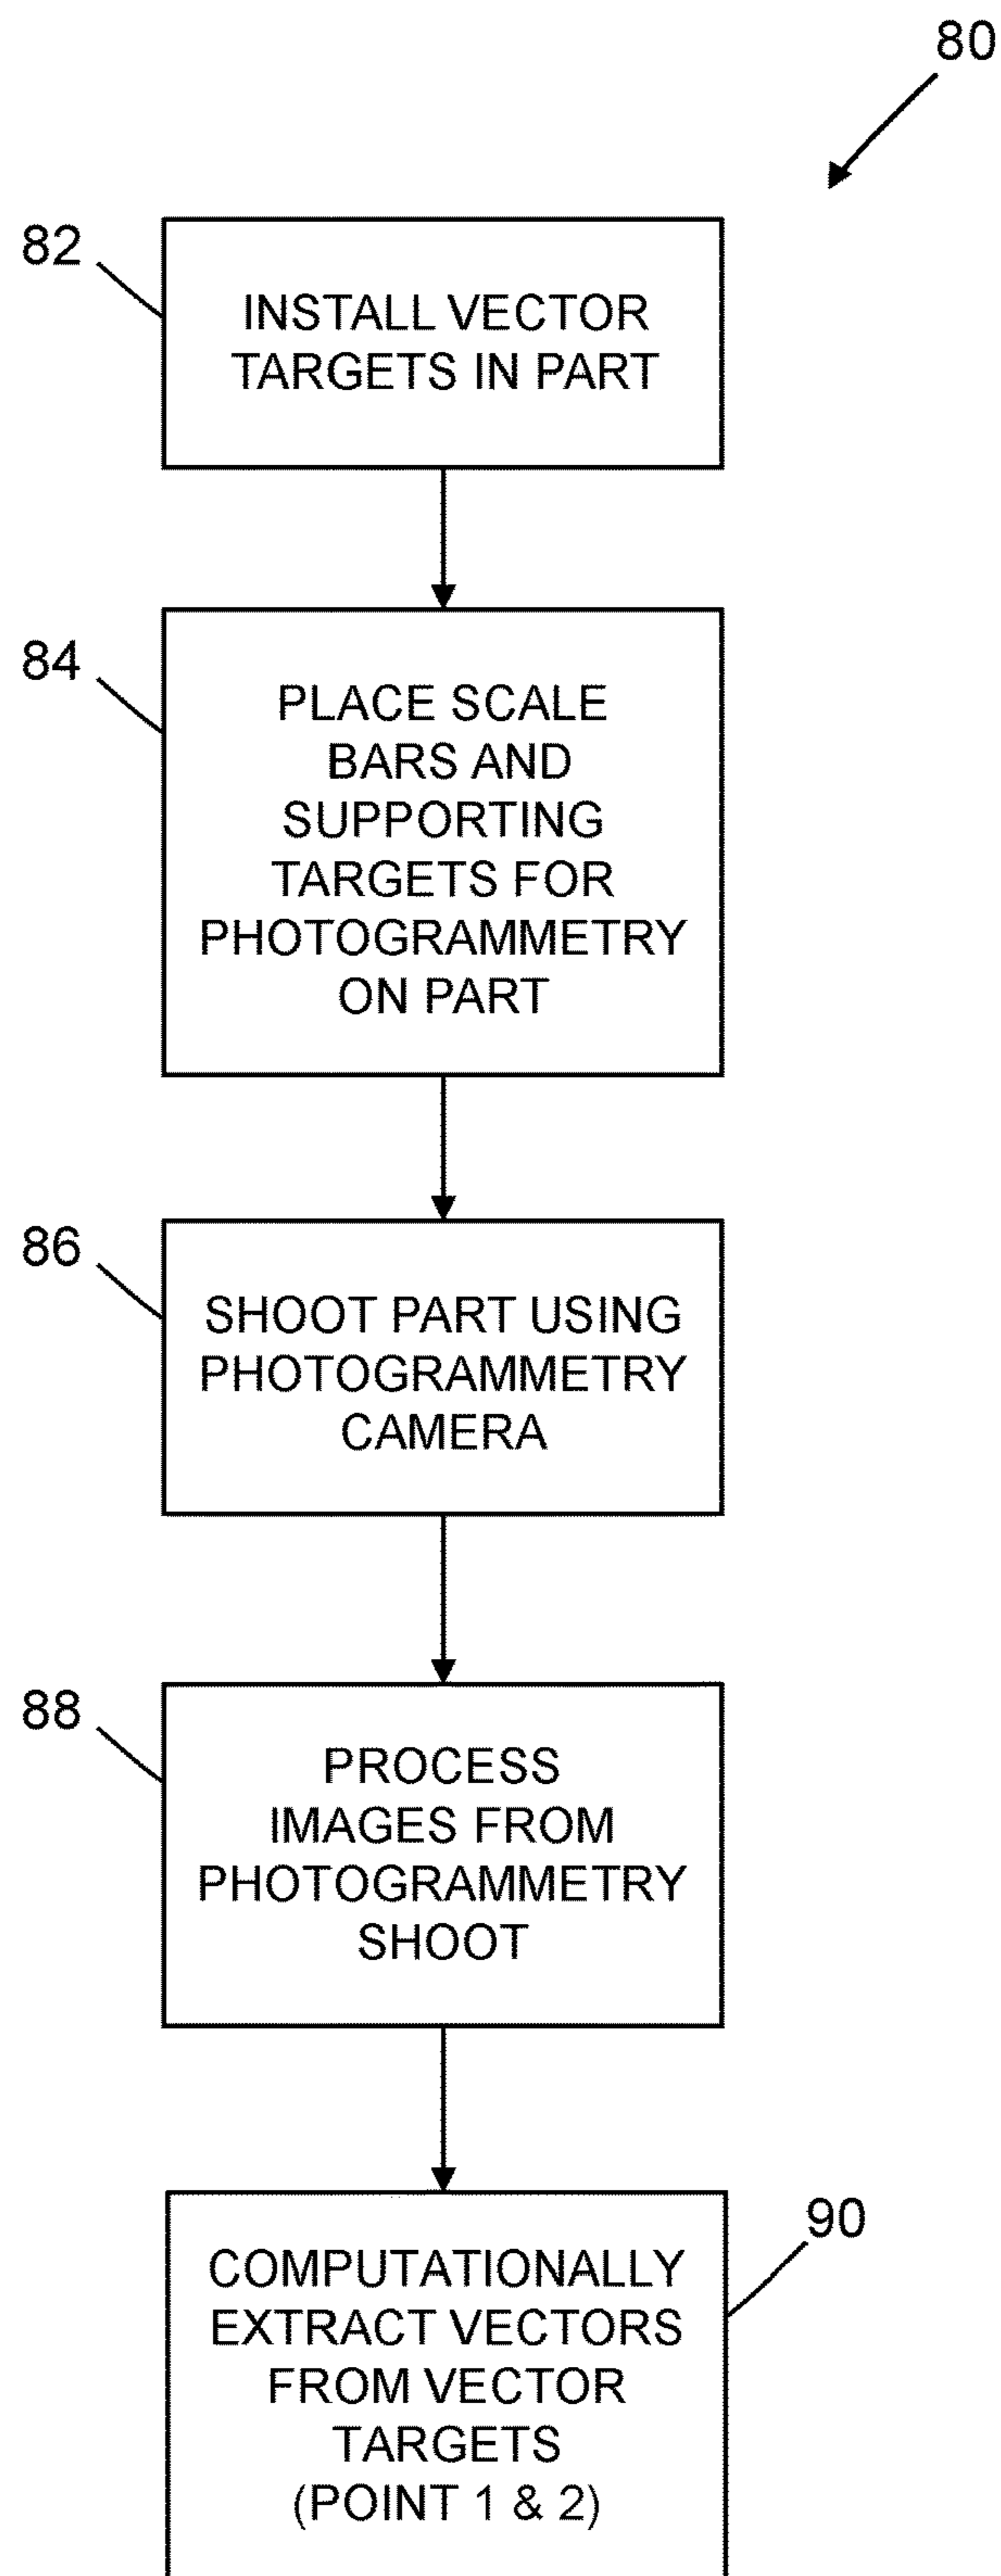 80
82
INSTALL VECTOR
TARGETS IN PART
84
PLACE SCALE
BARS AND
SUPPORTING
TARGETS FOR
PHOTOGRAMMETRY
ON PART
86
SHOOT PART USING
PHOTOGRAMMETRY
CAMERA
88
PROCESS
IMAGES FROM
PHOTOGRAMMETRY
SHOOT
90
COMPUTATIONALLY
EXTRACT VECTORS
FROM VECTOR
TARGETS
(POINT 1 & 2)